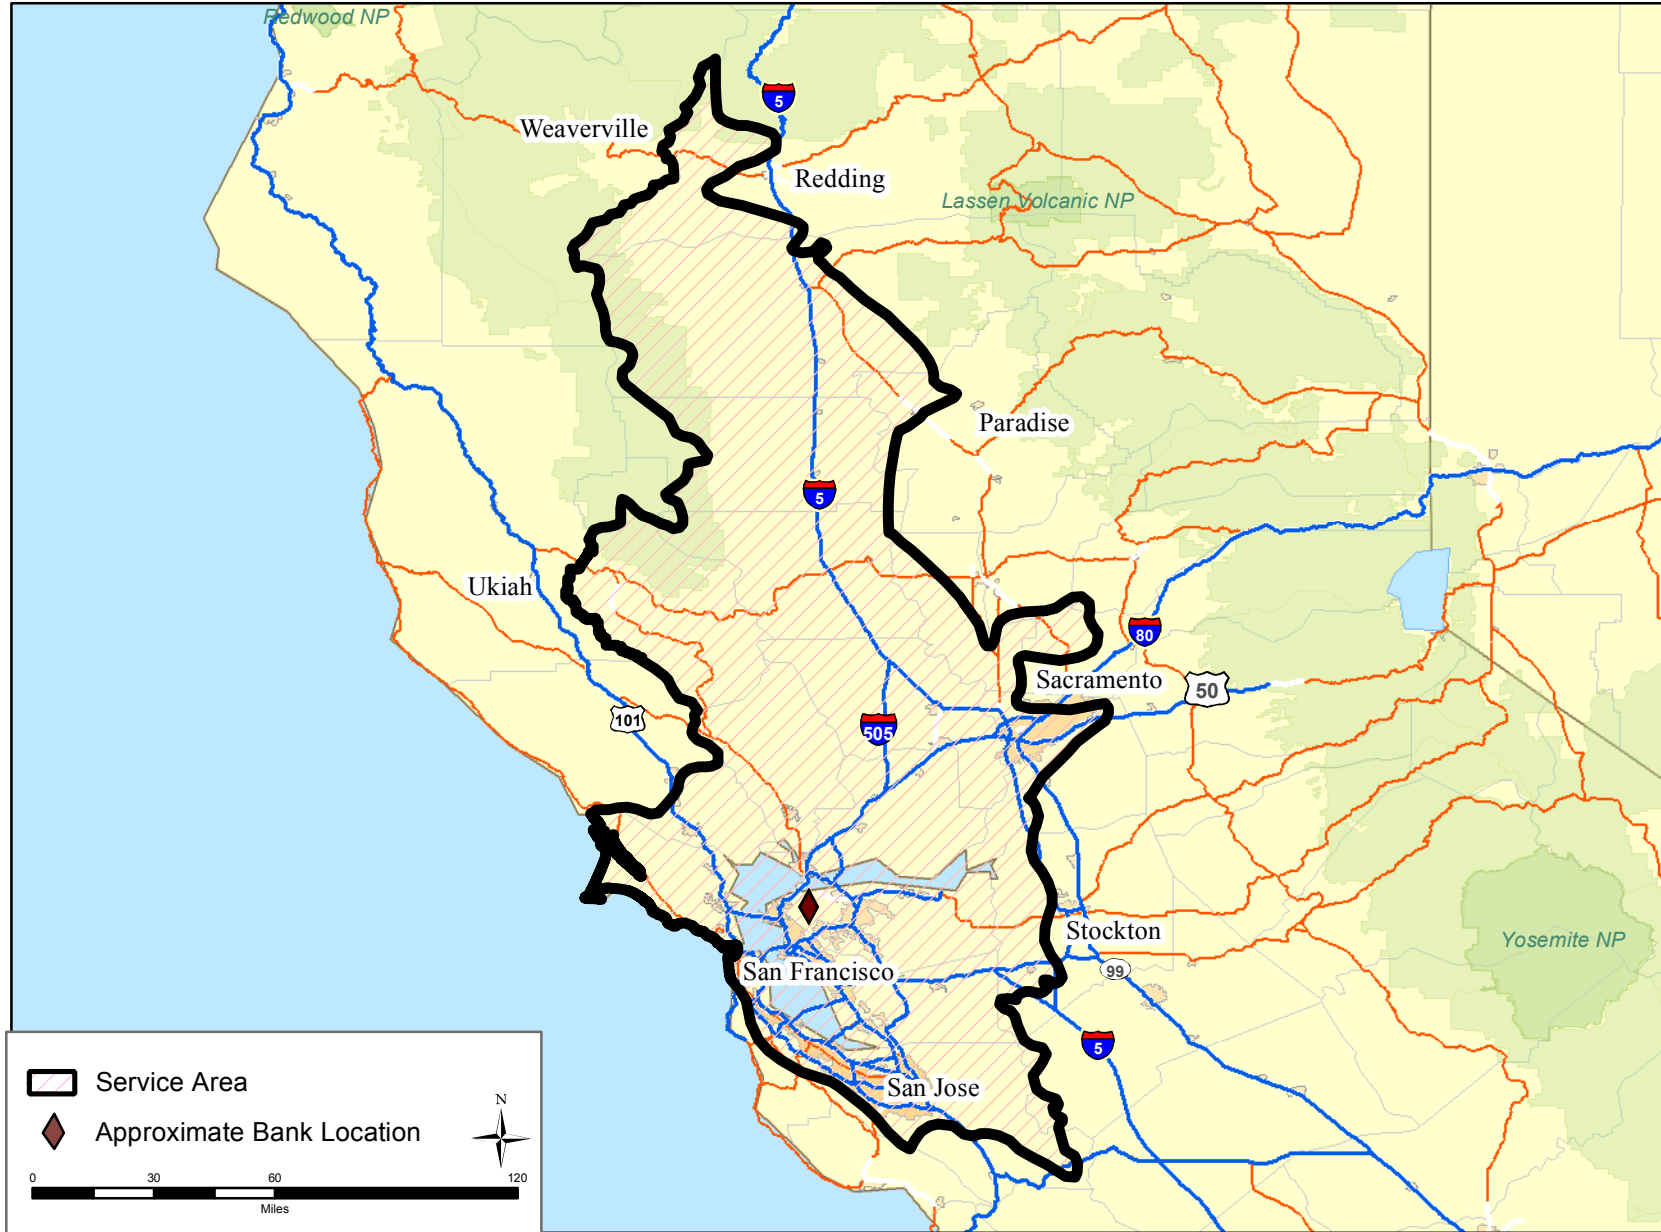 Redwood NP
5
Weaverville
Redding
Lassen Volcanic NP
Paradise
5
Ukiah
80
Sacramento
50
101
505
Stockton
Yosemite NP
San Francisco
99
5
San Jose
Service Area
Approximate Bank Location
N
0 30 60 120
Miles